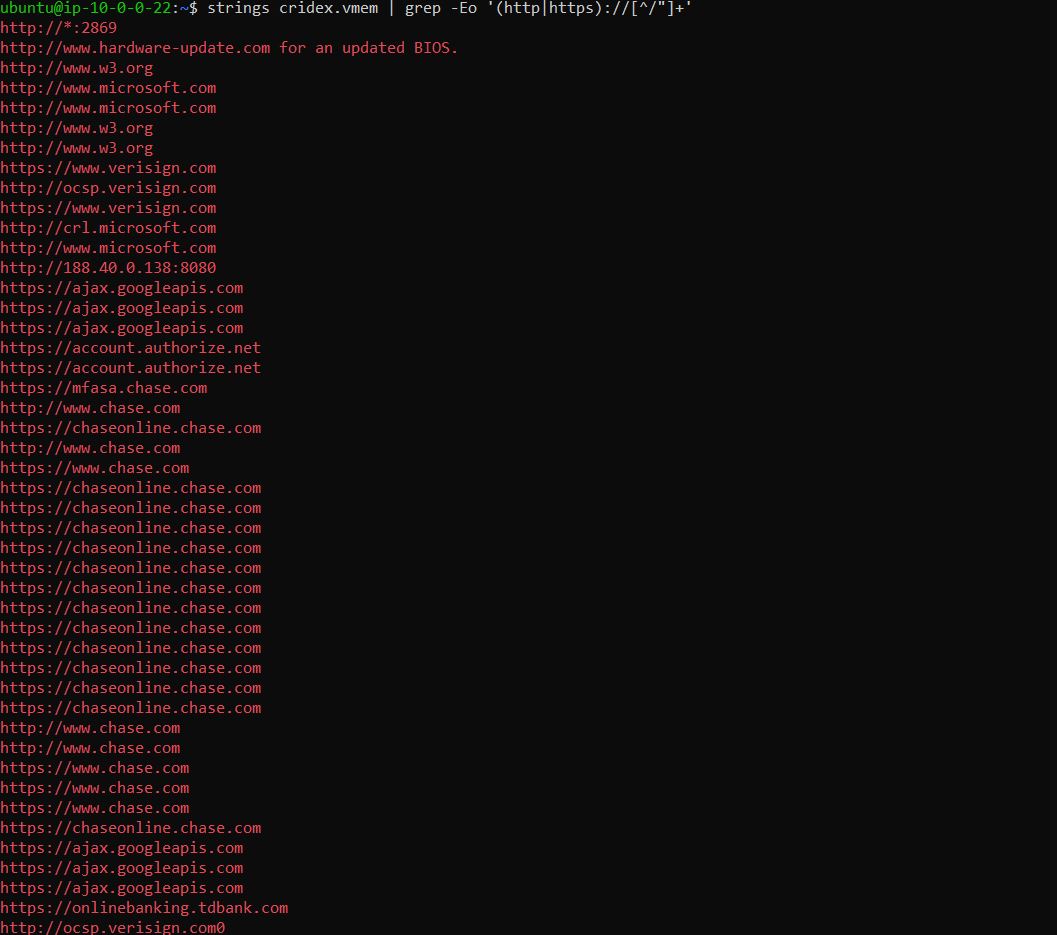 ubuntu@ip-10-0-0-22:~$ strings cridex.vmem | grep -Eo '(http|https)://[^/"]+'
http://*:2869
http://www.hardware-update.com for an updated BIOS.
http://www.w3.org
http://www.microsoft.com
http://www.microsoft.com
http://www.w3.org
http://www.w3.org
https://www.verisign.com
http://ocsp.verisign.com
https://www.verisign.com
http://crl.microsoft.com
http://www.microsoft.com
http://188.40.0.138:8080
https://ajax.googleapis.com
https://ajax.googleapis.com
https://ajax.googleapis.com
https://account.authorize.net
https://account.authorize.net
https://mfasa.chase.com
http://www.chase.com
https://chaseonline.chase.com
http://www.chase.com
https://www.chase.com
https://chaseonline.chase.com
https://chaseonline.chase.com
https://chaseonline.chase.com
https://chaseonline.chase.com
https://chaseonline.chase.com
https://chaseonline.chase.com
https://chaseonline.chase.com
https://chaseonline.chase.com
https://chaseonline.chase.com
https://chaseonline.chase.com
https://chaseonline.chase.com
https://chaseonline.chase.com
http://www.chase.com
http://www.chase.com
https://www.chase.com
https://www.chase.com
https://www.chase.com
https://chaseonline.chase.com
https://ajax.googleapis.com
https://ajax.googleapis.com
https://ajax.googleapis.com
https://onlinebanking.tdbank.com
http://ocsp.verisign.com0